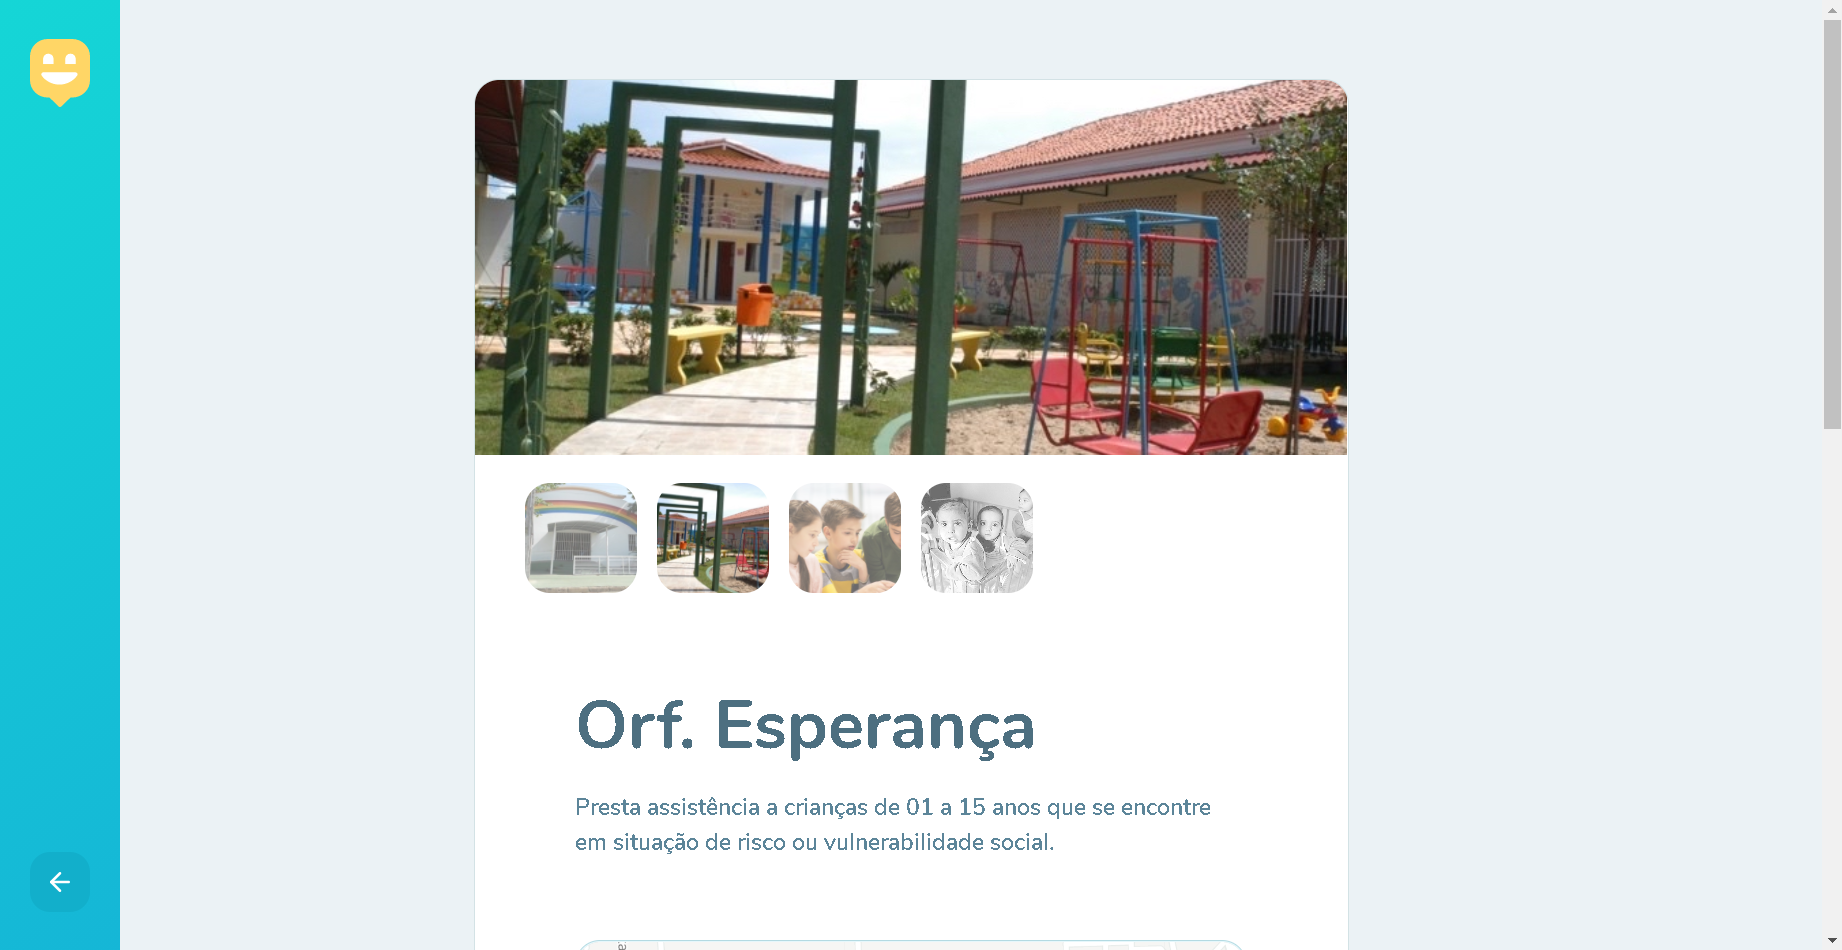 Orf. Esperança
Presta assistência a crianças de 01 a 15 anos que se encontre
em situação de risco ou vulnerabilidade social.